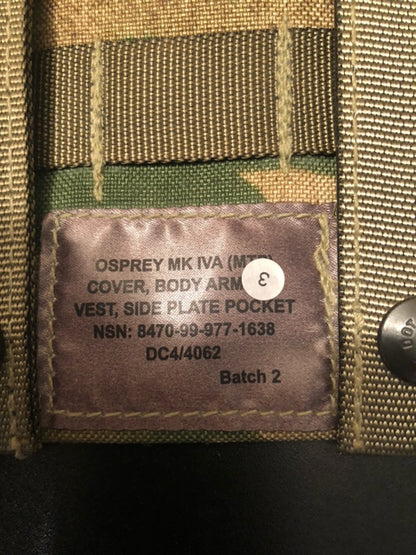 OSPREY MK IVA (MT)
COVER, BODY ARM
3
VEST, SIDE PLATE POCKET
NSN: 8470-99-977-1638
DC4/4062
Batch 2